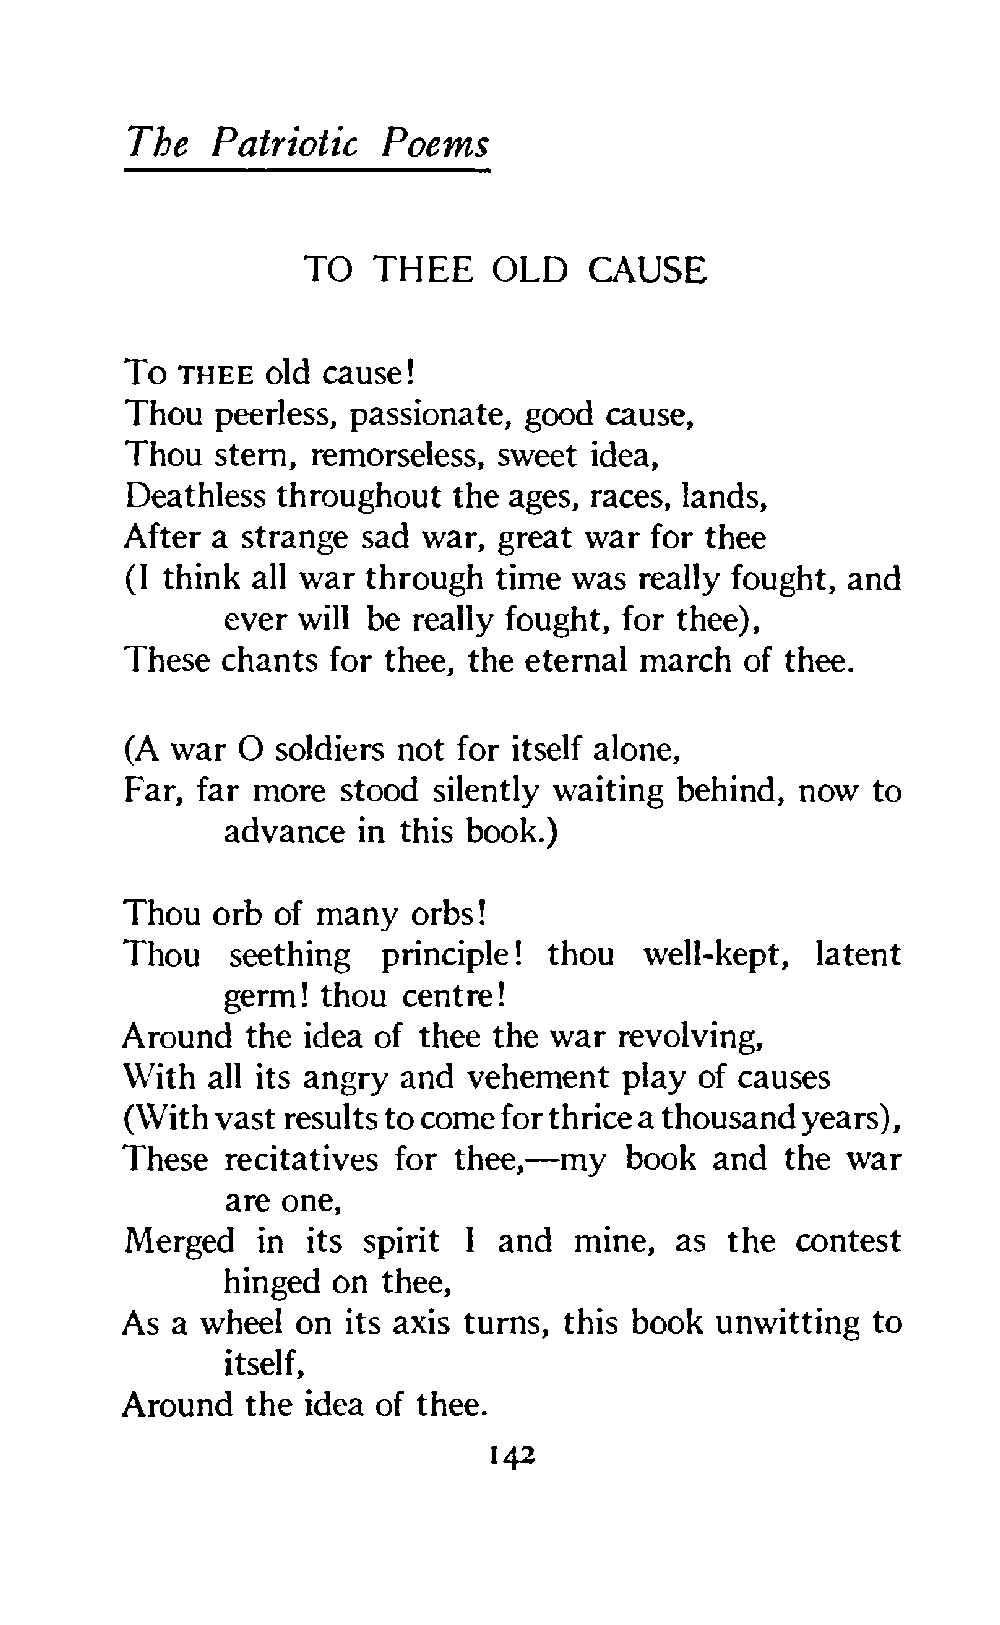 The Patriotic Poems
TO THEE OLD CAUSE
To THEE old cause!
Thou peerless, passionate, good cause,
Thou stern, remorseless, sweet idea,
Deathless throughout the ages, races, lands,
After a strange sad war, great war for thee
(I think all war through time was really fought, and
ever will be really fought, for thee),
These chants for thee, the eternal march of thee.
(A war O soldiers not for itself alone,
Far, far more stood silently waiting behind, now to
advance in this book.)
Thou orb of many orbs!
Thou seething principle! thou well-kept, latent
germ! thou centre!
Around the idea of thee the war revolving,
With all its angry and vehement play of causes
(With vast results to come for thrice a thousand years),
These recitatives for thee,—my book and the war
are one,
Merged in its spirit I and mine, as the contest
hinged on thee,
As a wheel on its axis turns, this book unwitting to
itself,
Around the idea of thee.
142